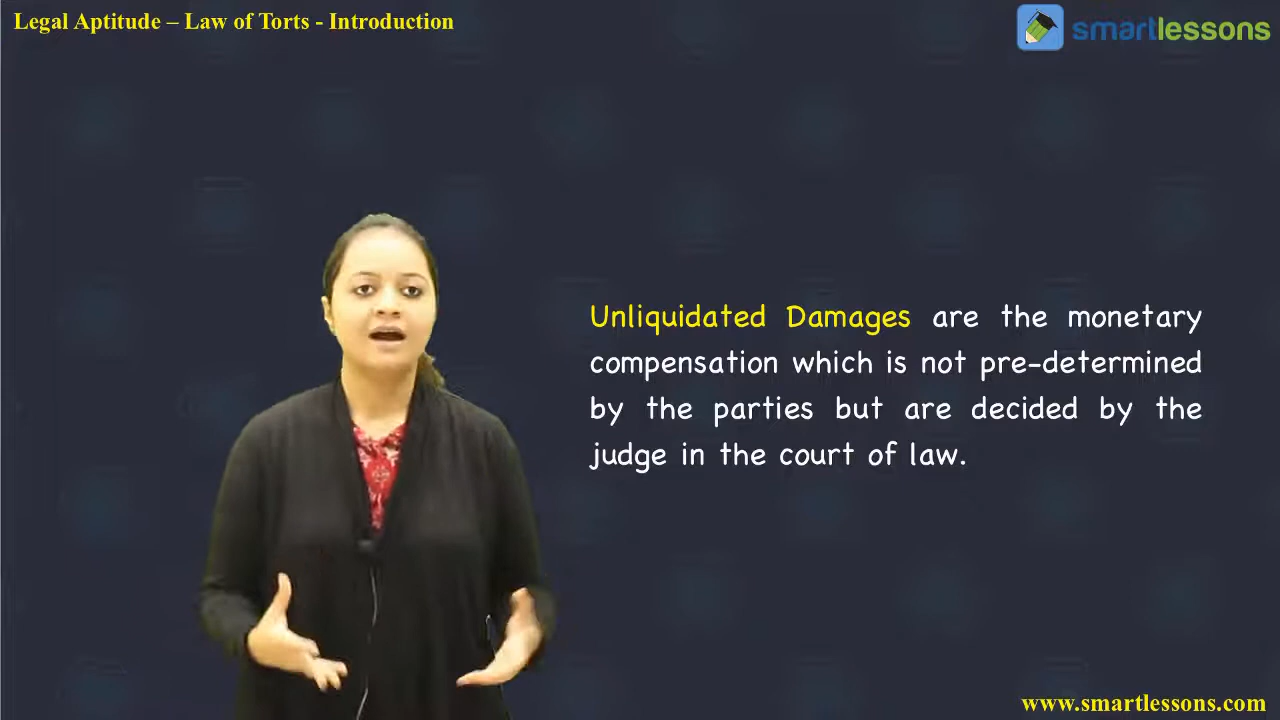 Legal Aptitude – Law of Torts - Introduction
smartlessons
Unliquidated Damages are the monetary
compensation which is not pre-determined
by the parties but are decided by the
judge in the court of law.
www.smartlessons.com